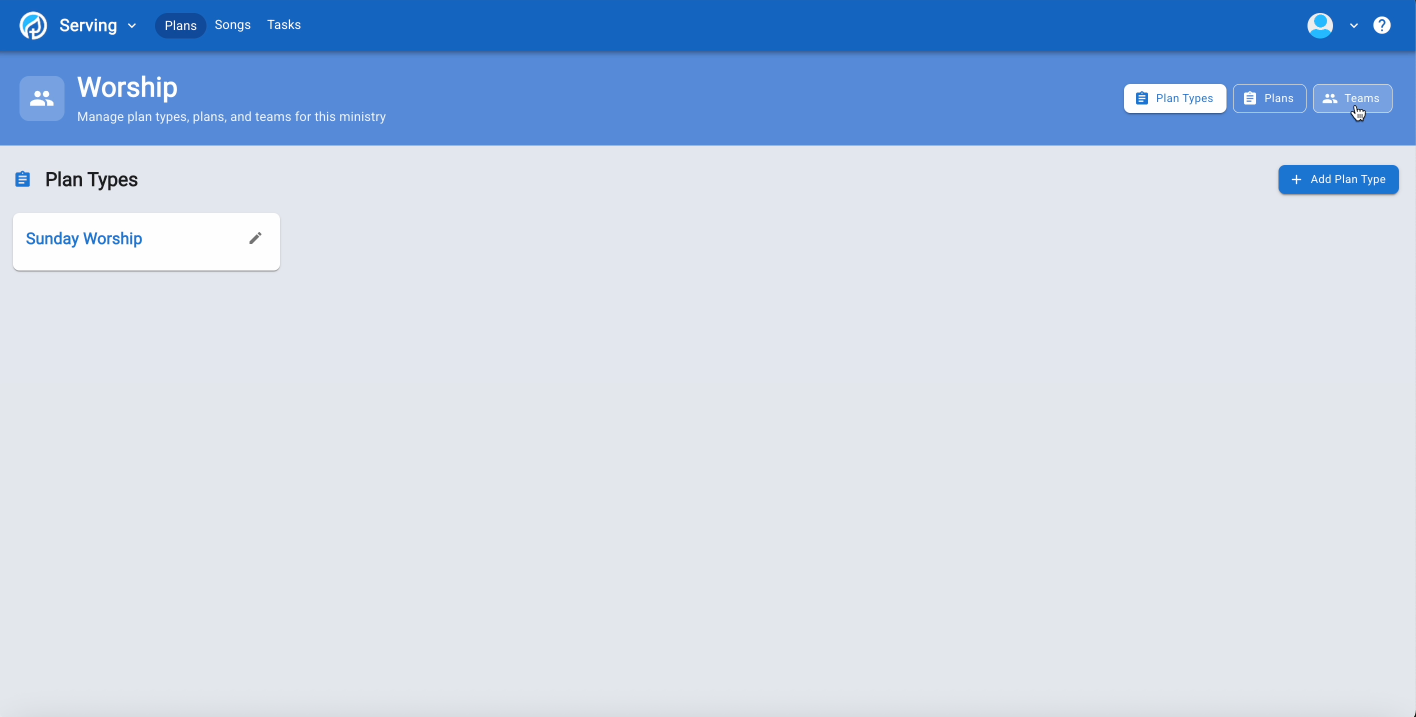 Serving Plans Songs Tasks
Worship
Manage plan types, plans, and teams for this ministry
Plan Types Plans Teams
Plan Types
+ Add Plan Type
Sunday Worship